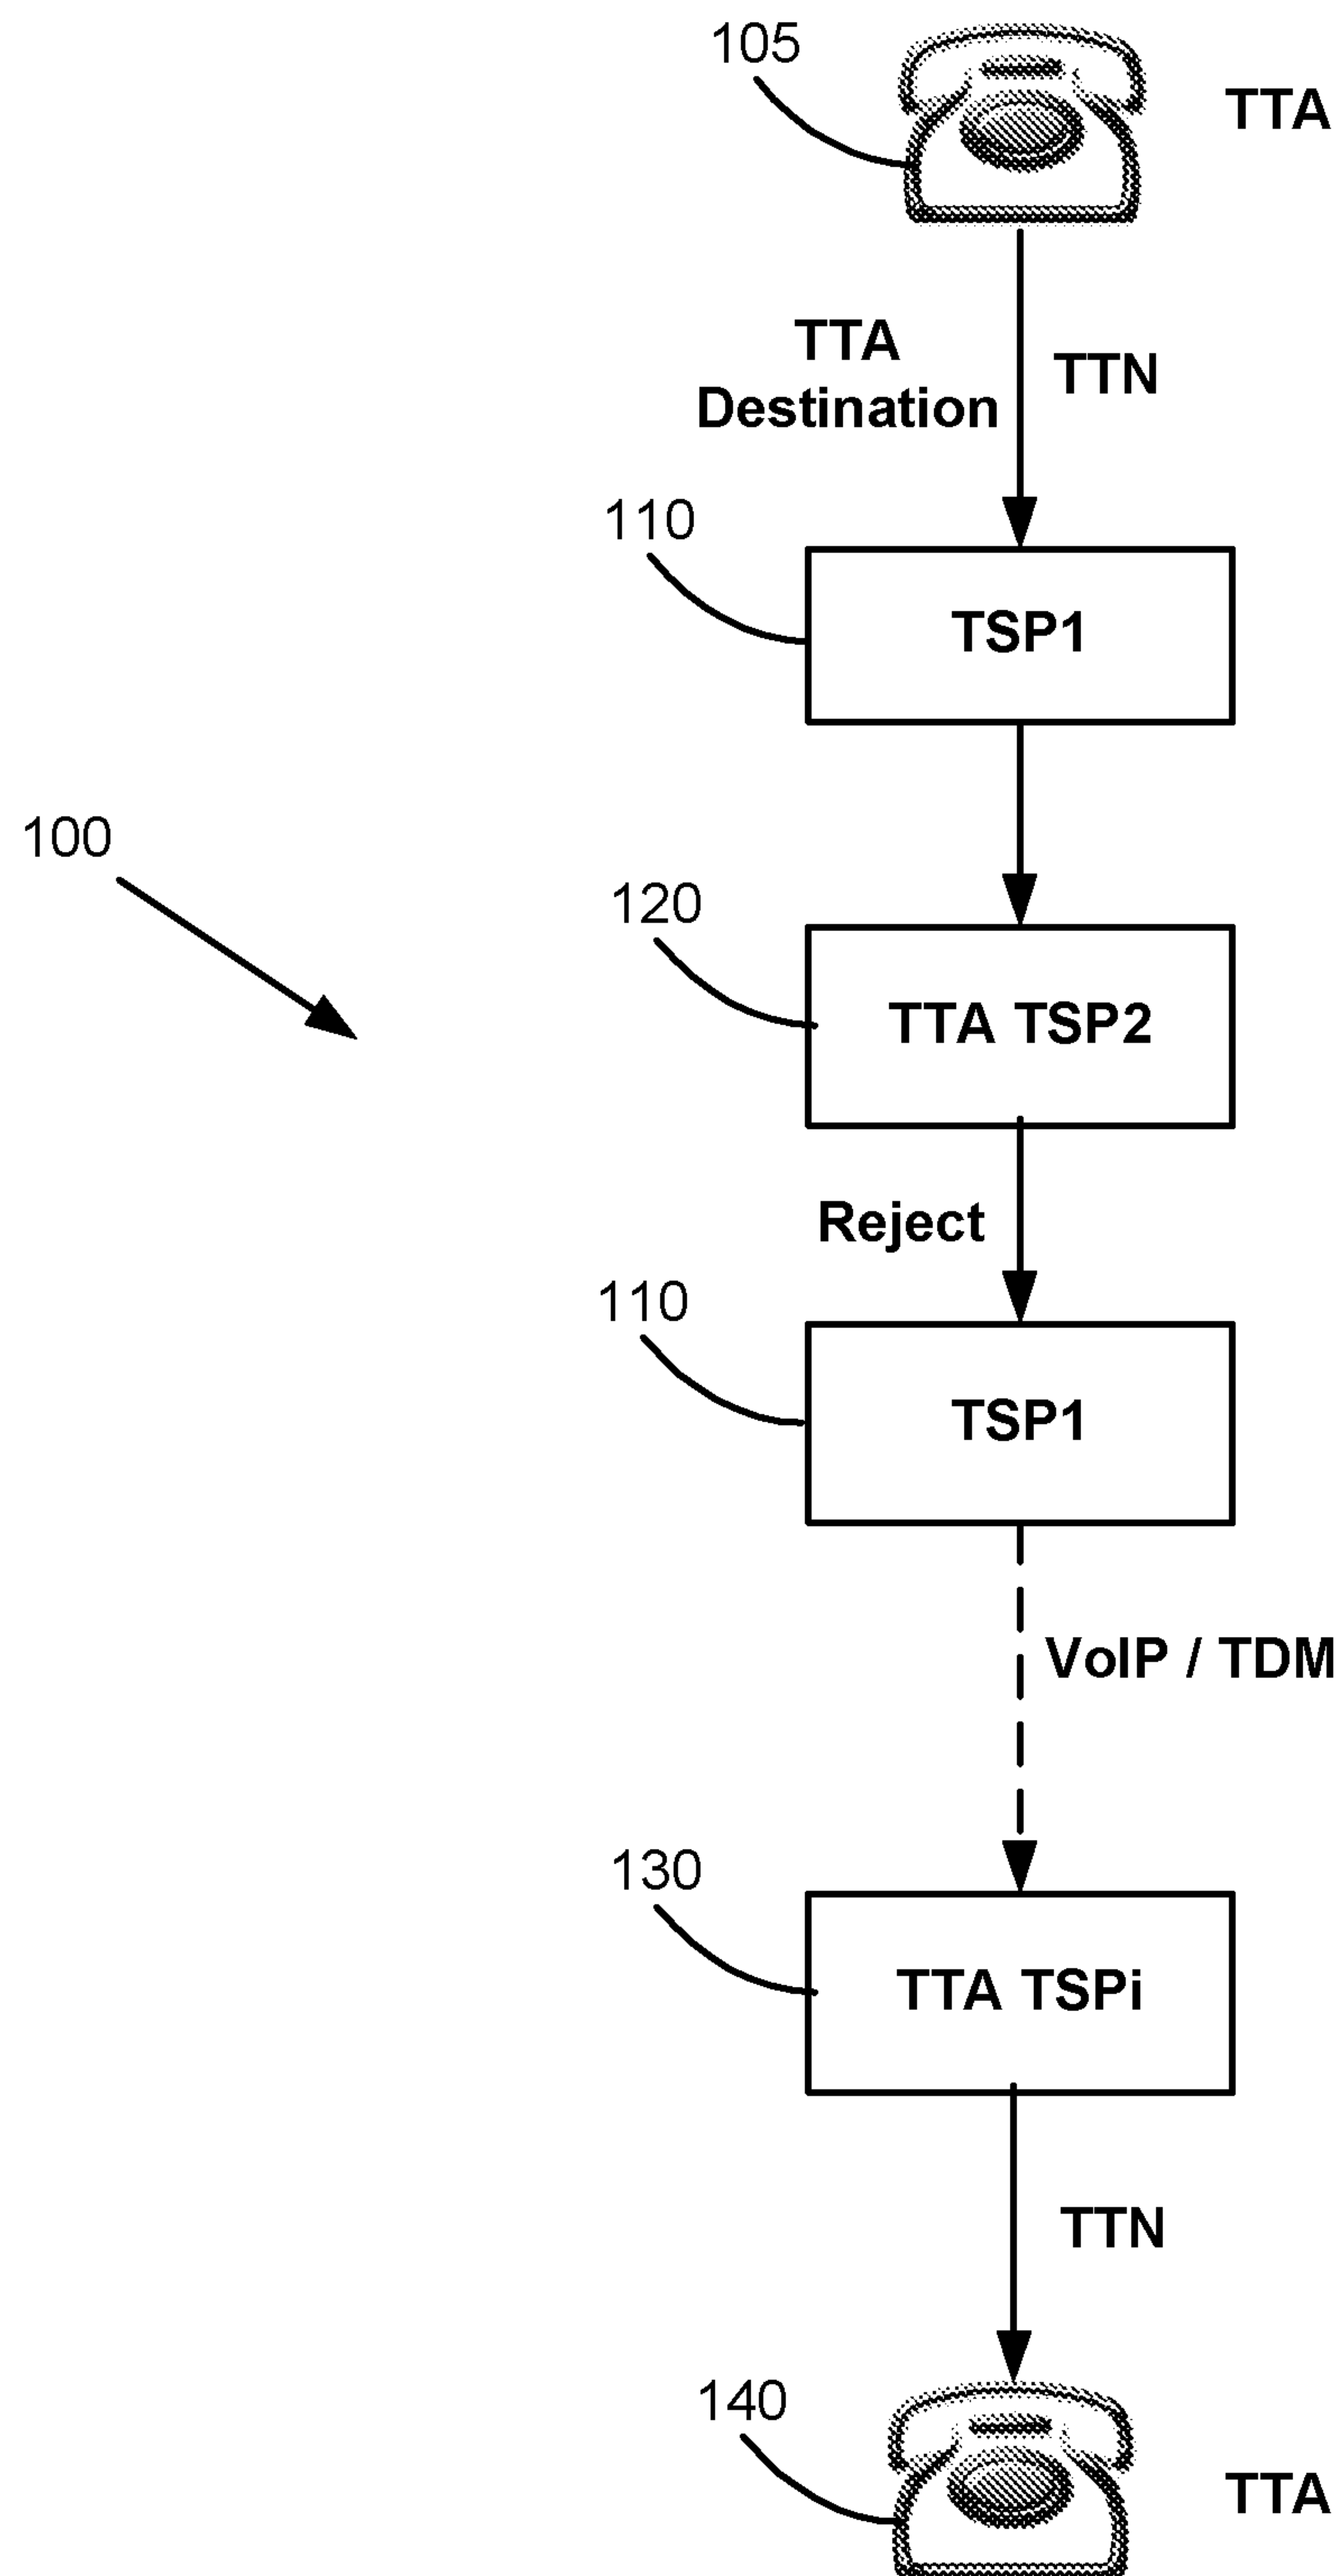 105
TTA
TTA
Destination
TTN
110
TSP1
100
120
TTA TSP2
Reject
110
TSP1
VoIP / TDM
130
TTA TSPi
TTN
140
TTA